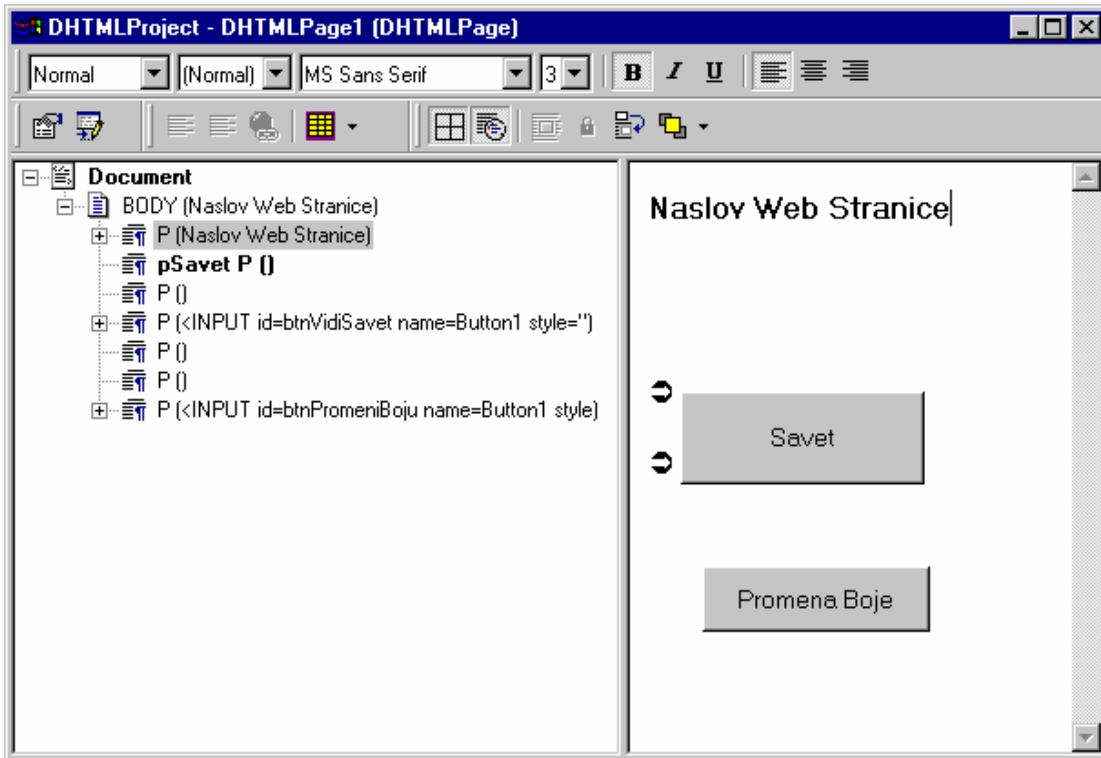 DHTMLProject - DHTMLPage1 (DHTMLPage)
Normal (Normal) MS Sans Serif 3 B I U
Document
BODY (Naslov Web Stranice)
P (Naslov Web Stranice)
pSavet P ()
P ()
P (<INPUT id=btnVidiSavet name=Button1 style=")
P ()
P ()
P (<INPUT id=btnPromeniBoju name=Button1 style)
Naslov Web Stranice
Savet
Promena Boje